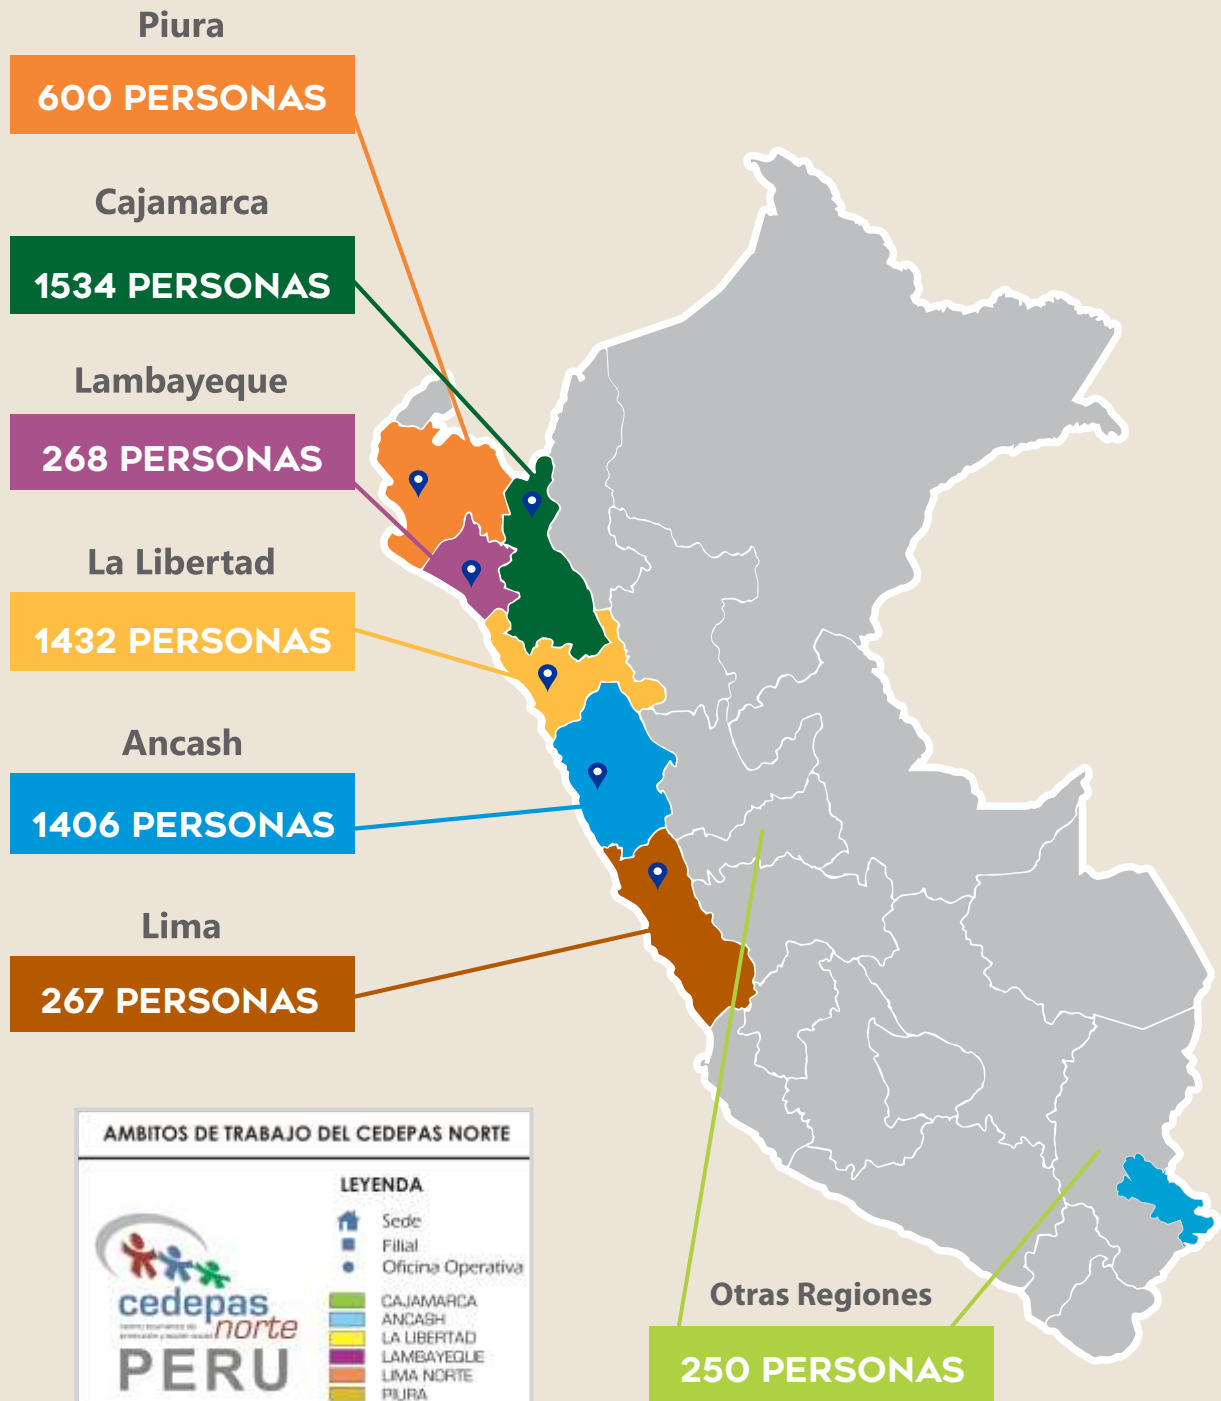 Piura
600 PERSONAS
Cajamarca
1534 PERSONAS
Lambayeque
268 PERSONAS
La Libertad
1432 PERSONAS
Ancash
1406 PERSONAS
Lima
267 PERSONAS
AMBITOS DE TRABAJO DEL CEDEPAS NORTE
LEYENDA
Sede
Filial
Oficina Operativa
CAJAMARCA
ANCASH
LA LIBERTAD
LAMBAYEQUE
LIMA NORTE
PIURA
cedepas
norte
PERU
Otras Regiones
250 PERSONAS